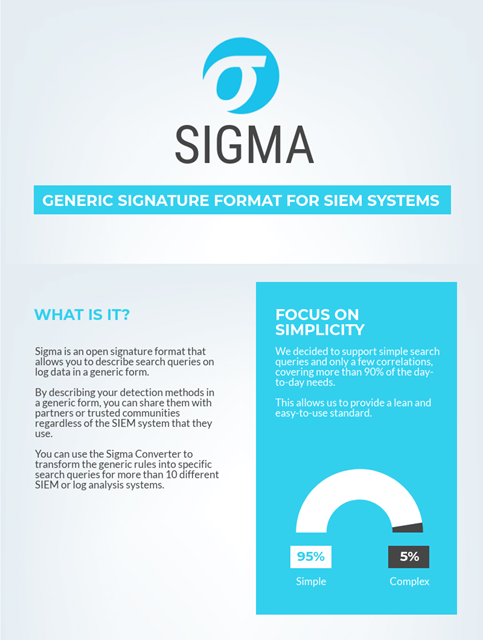 SIGMA
GENERIC SIGNATURE FORMAT FOR SIEM SYSTEMS
WHAT IS IT?
Sigma is an open signature format that
allows you to describe search queries on
log data in a generic form.
By describing your detection methods in
a generic form, you can share them with
partners or trusted communities
regardless of the SIEM system that they
use.
You can use the Sigma Converter to
transform the generic rules into specific
search queries for more than 10 different
SIEM or log analysis systems.
FOCUS ON
SIMPLICITY
We decided to support simple search
queries and only a few correlations,
covering more than 90% of the day-
to-day needs.
This allows us to provide a lean and
easy-to-use standard.
95% 5%
Simple Complex